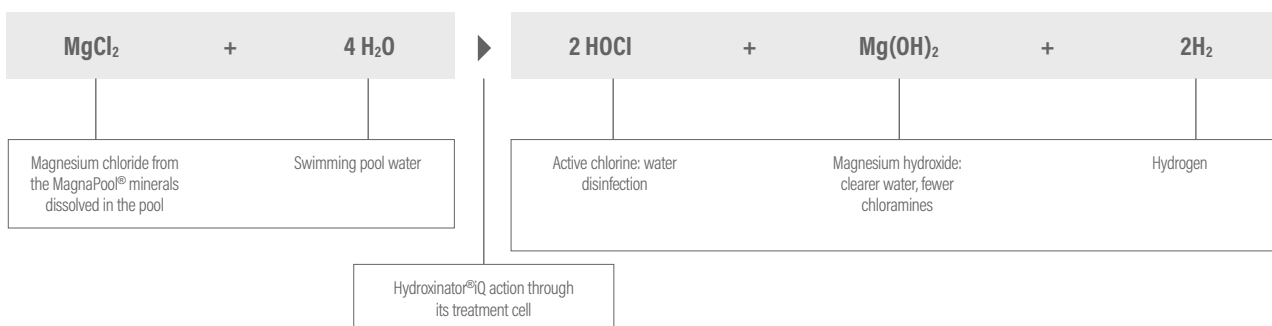 MgCl₂ + 4 H₂O ▶ 2 HOCl + Mg(OH)₂ + 2H₂
Magnesium chloride from
the MagnaPool® minerals
dissolved in the pool
Swimming pool water
Active chlorine: water
disinfection
Magnesium hydroxide:
clearer water, fewer
chloramines
Hydrogen
Hydroxinator®iQ action through
its treatment cell